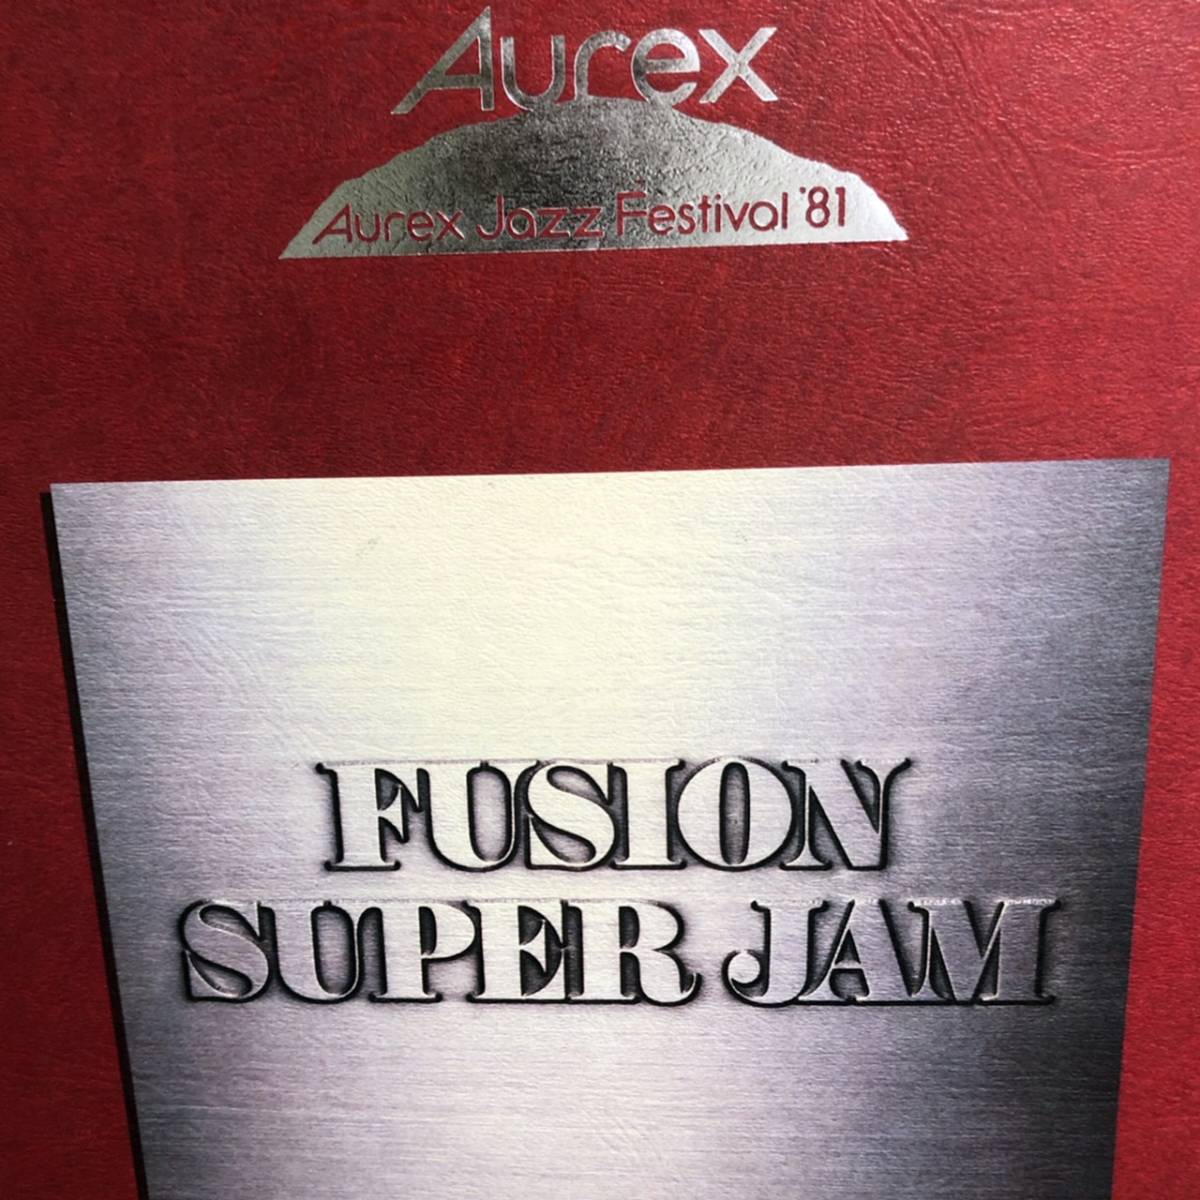 Aurex
Aurex Jazz Festival '81
FUSION
SUPER JAM